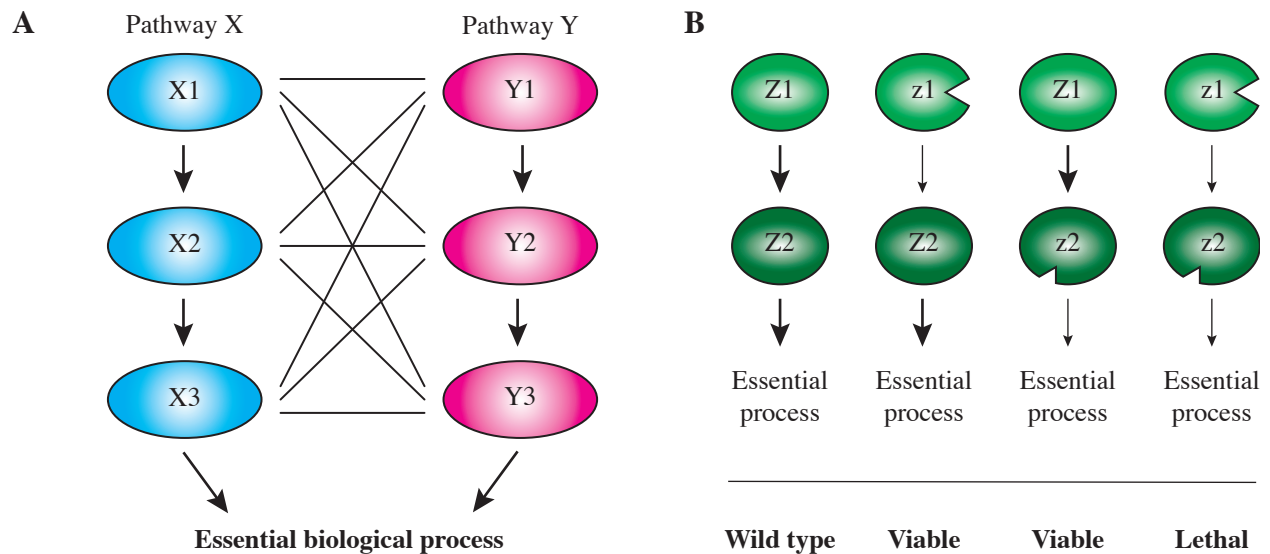 A
Pathway X
Pathway Y
X1
Y1
X2
Y2
X3
Y3
Essential biological process
B
Z1
z1
Z1
z1
Z2
Z2
z2
z2
Essential
process
Essential
process
Essential
process
Essential
process
Wild type
Viable
Viable
Lethal